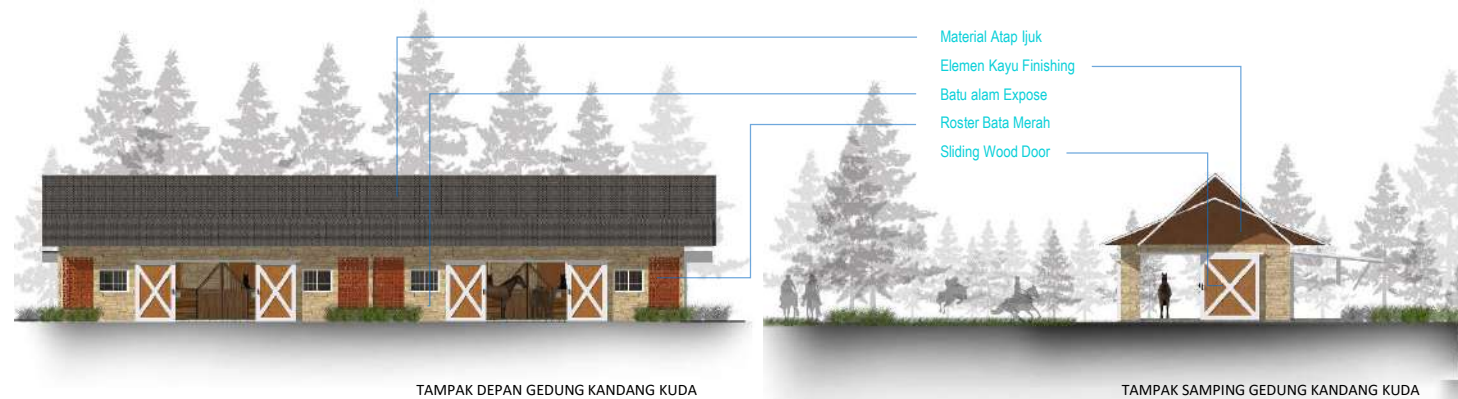 Material Atap Ijuk
Elemen Kayu Finishing
Batu alam Expose
Roster Bata Merah
Sliding Wood Door
TAMPAK DEPAN GEDUNG KANDANG KUDA
TAMPAK SAMPING GEDUNG KANDANG KUDA